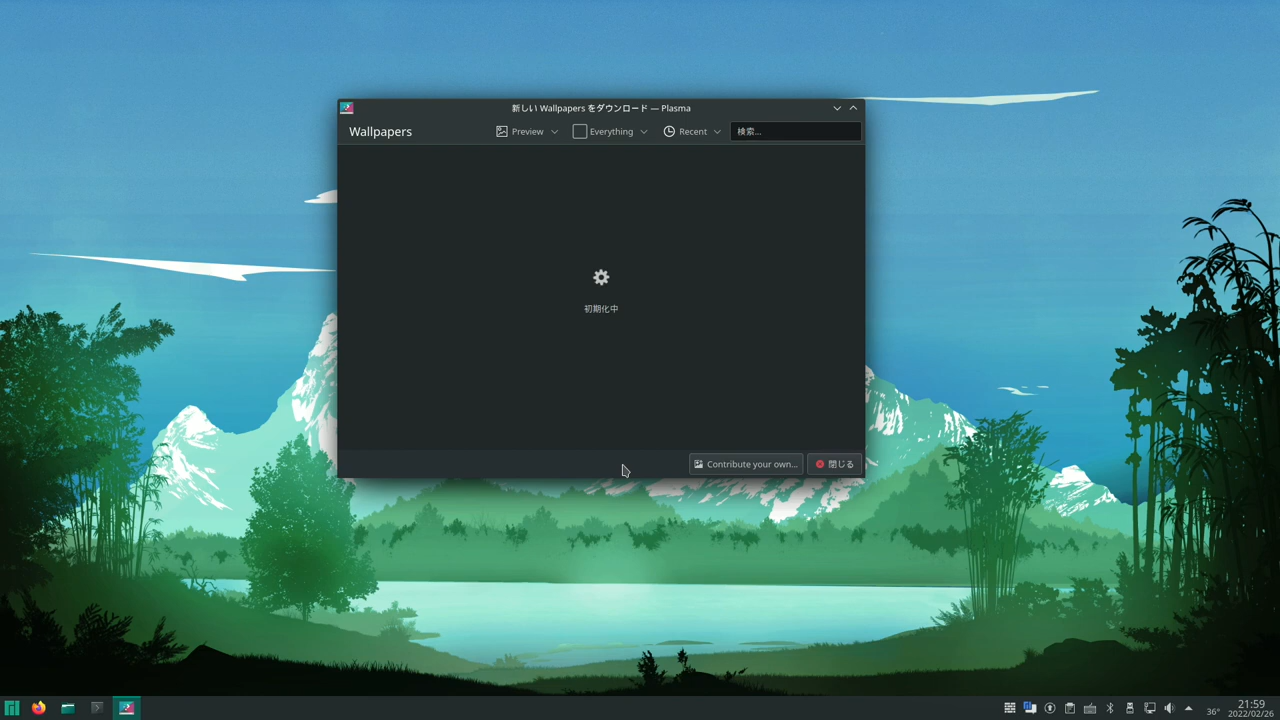 新しい Wallpapers をダウンロード — Plasma
Wallpapers
Preview
Everything
Recent
検索...
初期化中
Contribute your own...
閉じる
36°
21:59
2022/02/26